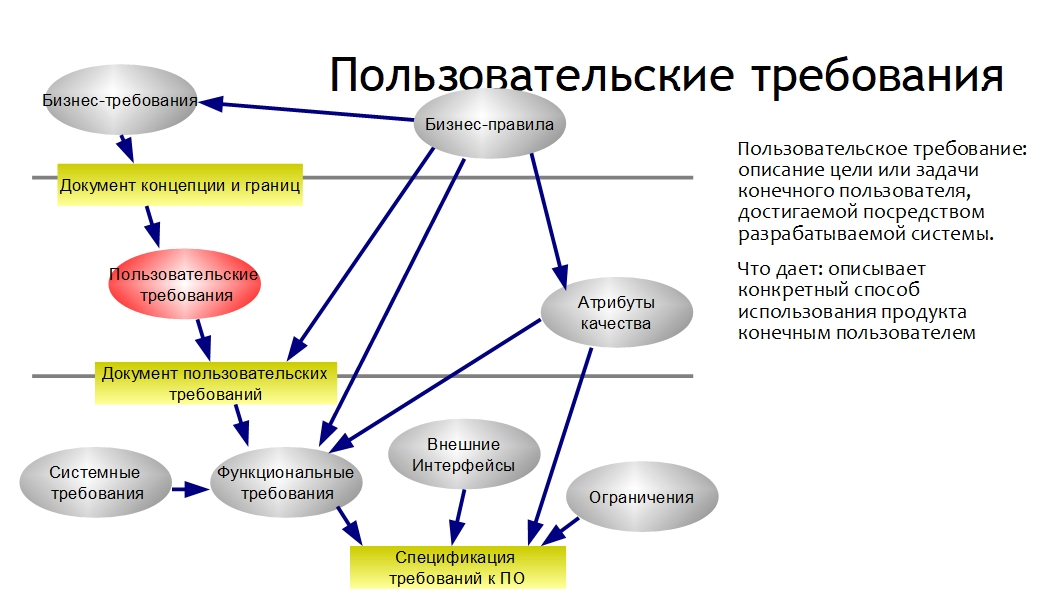 Пользовательские требования
Бизнес-требования
Бизнес-правила
Документ концепции и границ
Пользовательские
требования
Атрибуты
качества
Документ пользовательских
требований
Системные
требования
Функциональные
требования
Внешние
Интерфейсы
Ограничения
Спецификация
требований к ПО
Пользовательское требование:
описание цели или задачи
конечного пользователя,
достигаемой посредством
разрабатываемой системы.
Что дает: описывает
конкретный способ
использования продукта
конечным пользователем